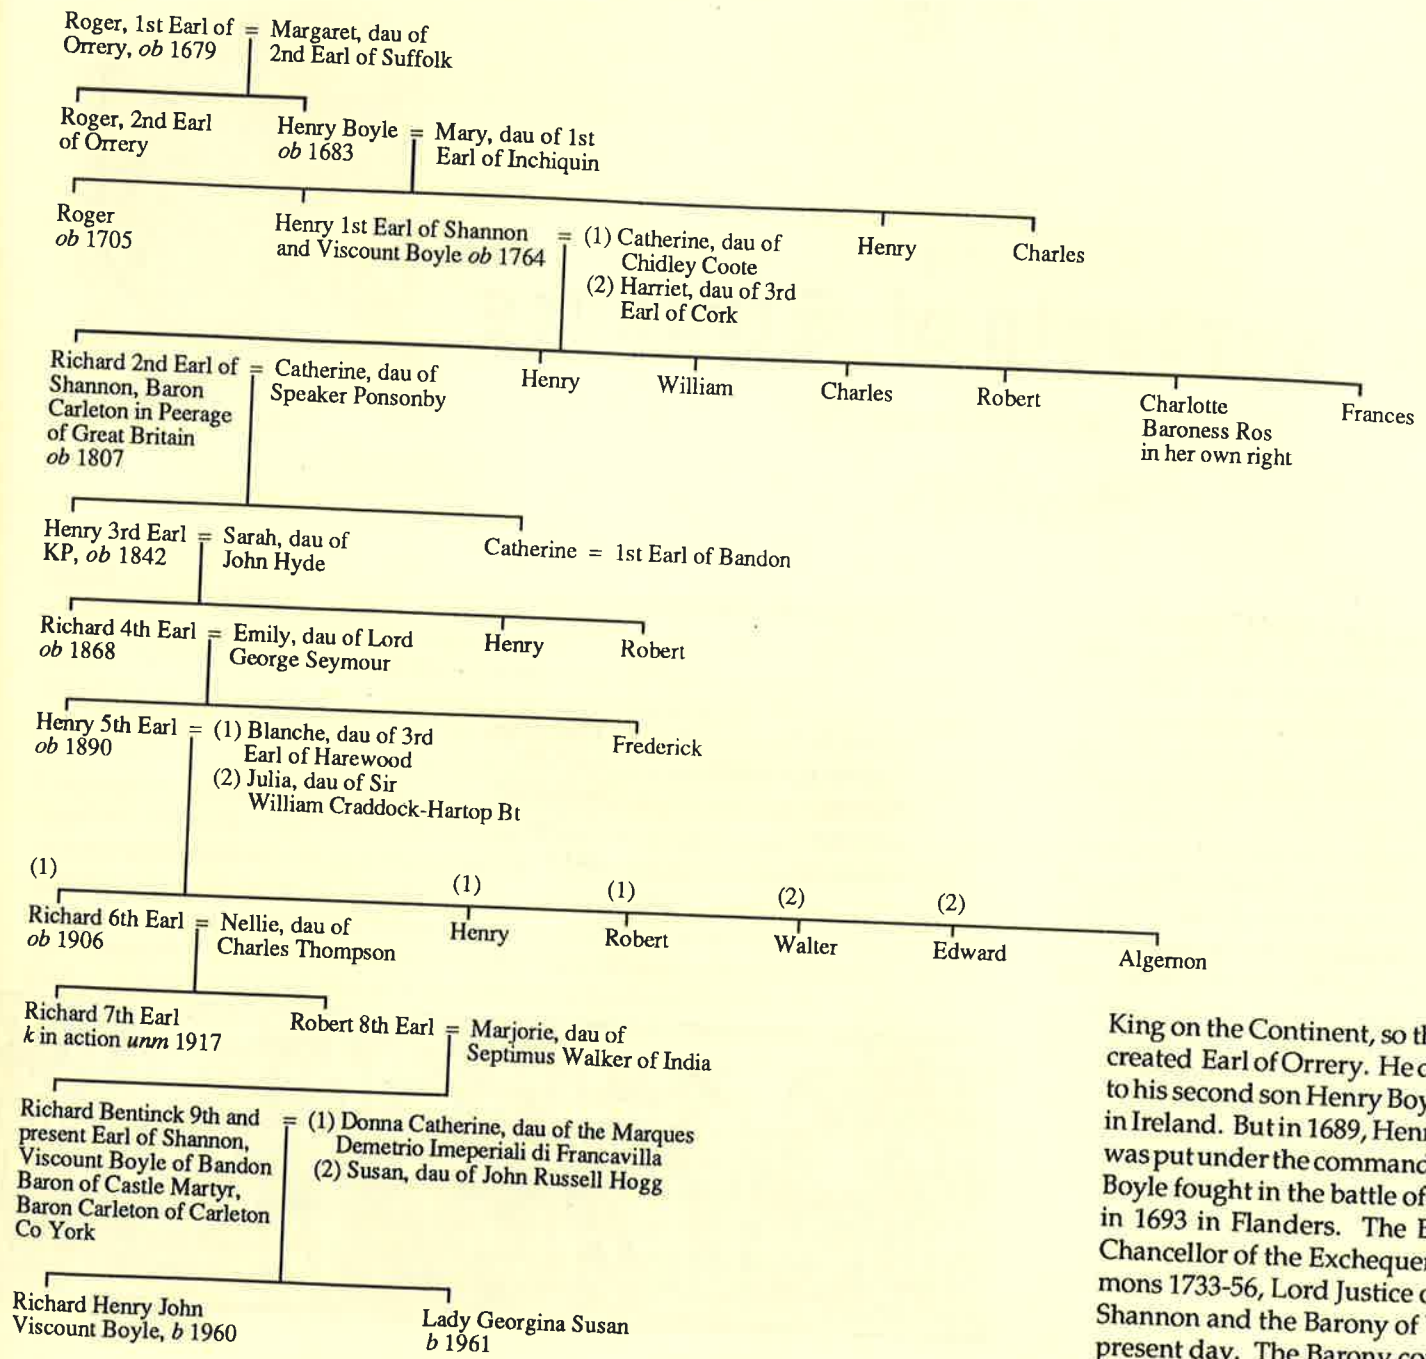 Roger, 1st Earl of = Margaret, dau of
Orrery, ob 1679 2nd Earl of Suffolk
Roger, 2nd Earl
of Orrery
Henry Boyle = Mary, dau of 1st
ob 1683 Earl of Inchiquin
Roger
ob 1705
Henry 1st Earl of Shannon =
and Viscount Boyle ob 1764
(1) Catherine, dau of
Chidley Coote
(2) Harriet, dau of 3rd
Earl of Cork
Henry
Charles
Richard 2nd Earl of =
Shannon, Baron
Carleton in Peerage
of Great Britain
ob 1807
Catherine, dau of
Speaker Ponsonby
Henry
William
Charles
Robert
Charlotte
Baroness Ros
in her own right
Frances
Henry 3rd Earl = Sarah, dau of
KP, ob 1842 John Hyde
Catherine = 1st Earl of Bandon
Richard 4th Earl = Emily, dau of Lord
ob 1868 George Seymour
Henry
Robert
Henry 5th Earl =
ob 1890
(1) Blanche, dau of 3rd
Earl of Harewood
(2) Julia, dau of Sir
William Craddock-Hartop Bt
Frederick
(1)
(1)
(1)
(2)
(2)
Richard 6th Earl = Nellie, dau of
ob 1906 Charles Thompson
Henry
Robert
Walter
Edward
Algernon
Richard 7th Earl
k in action unm 1917
Robert 8th Earl = Marjorie, dau of
Septimus Walker of India
Richard Bentinck 9th and =
present Earl of Shannon,
Viscount Boyle of Bandon
Baron of Castle Martyr,
Baron Carleton of Carleton
Co York
(1) Donna Catherine, dau of the Marques
Demetrio Imeperiali di Francavilla
(2) Susan, dau of John Russell Hogg
Richard Henry John
Viscount Boyle, b 1960
Lady Georgina Susan
b 1961
King on the Continent, so
created Earl of Orrery. He
to his second son Henry
in Ireland. But in 1689,
was put under the command
Boyle fought in the battle of
in 1693 in Flanders. The
Chancellor of the
mons 1733-56, Lord Justice
Shannon and the Barony of
present day. The Barony